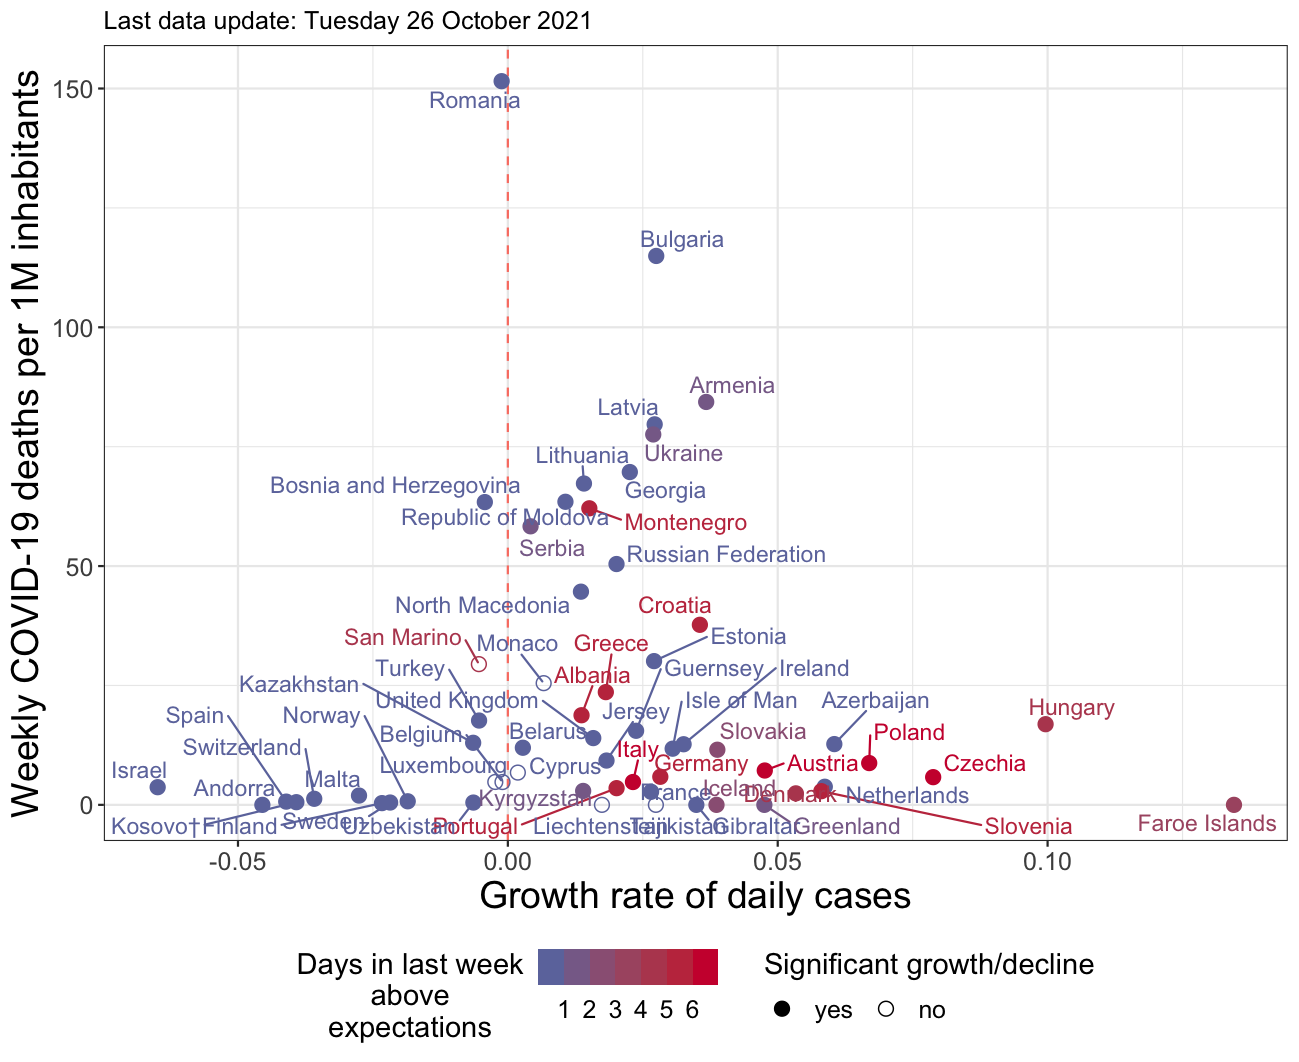 Last data update: Tuesday 26 October 2021
Weekly COVID-19 deaths per 1M inhabitants
150
Romania
Bulgaria
100
Armenia
Latvia
Ukraine
Lithuania
Bosnia and Herzegovina
Georgia
Republic of Moldova
Montenegro
Serbia
Russian Federation
50
North Macedonia
Croatia
San Marino
Monaco
Greece
Estonia
Turkey
Albania
Guernsey
Ireland
Kazakhstan
United Kingdom
Isle of Man
Azerbaijan
Spain
Norway
Jersey
Hungary
Belgium
Belarus
Slovakia
Poland
Switzerland
Italy
Israel
Luxembourg
Cyprus
Germany
Austria
Czechia
Andorra
Malta
Kyrgyzstan
France
Iceland
Denmark
Netherlands
0
Kosovo†
Finland
Sweden
Uzbekistan
Portugal
Liechtenstein
Tajikistan
Gibraltar
Greenland
Slovenia
Faroe Islands
-0.05
0.00
0.05
0.10
Growth rate of daily cases
Days in last week
above
expectations
1 2 3 4 5 6
Significant growth/decline
yes
no